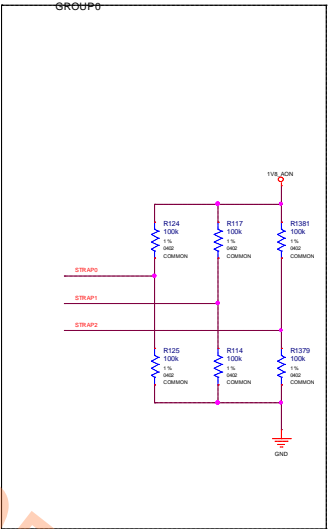 GROUP0
1V8_AON
R124
100k
1 %
0402
COMMON
R117
100k
1 %
0402
COMMON
R1381
100k
1 %
0402
COMMON
STRAP0
STRAP1
STRAP2
R125
100k
1 %
0402
COMMON
R114
100k
1 %
0402
COMMON
R1379
100k
1 %
0402
COMMON
GND